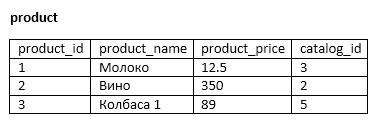 product
product_id product_name product_price catalog_id
1 Молоко 12.5 3
2 Вино 350 2
3 Колбаса 1 89 5